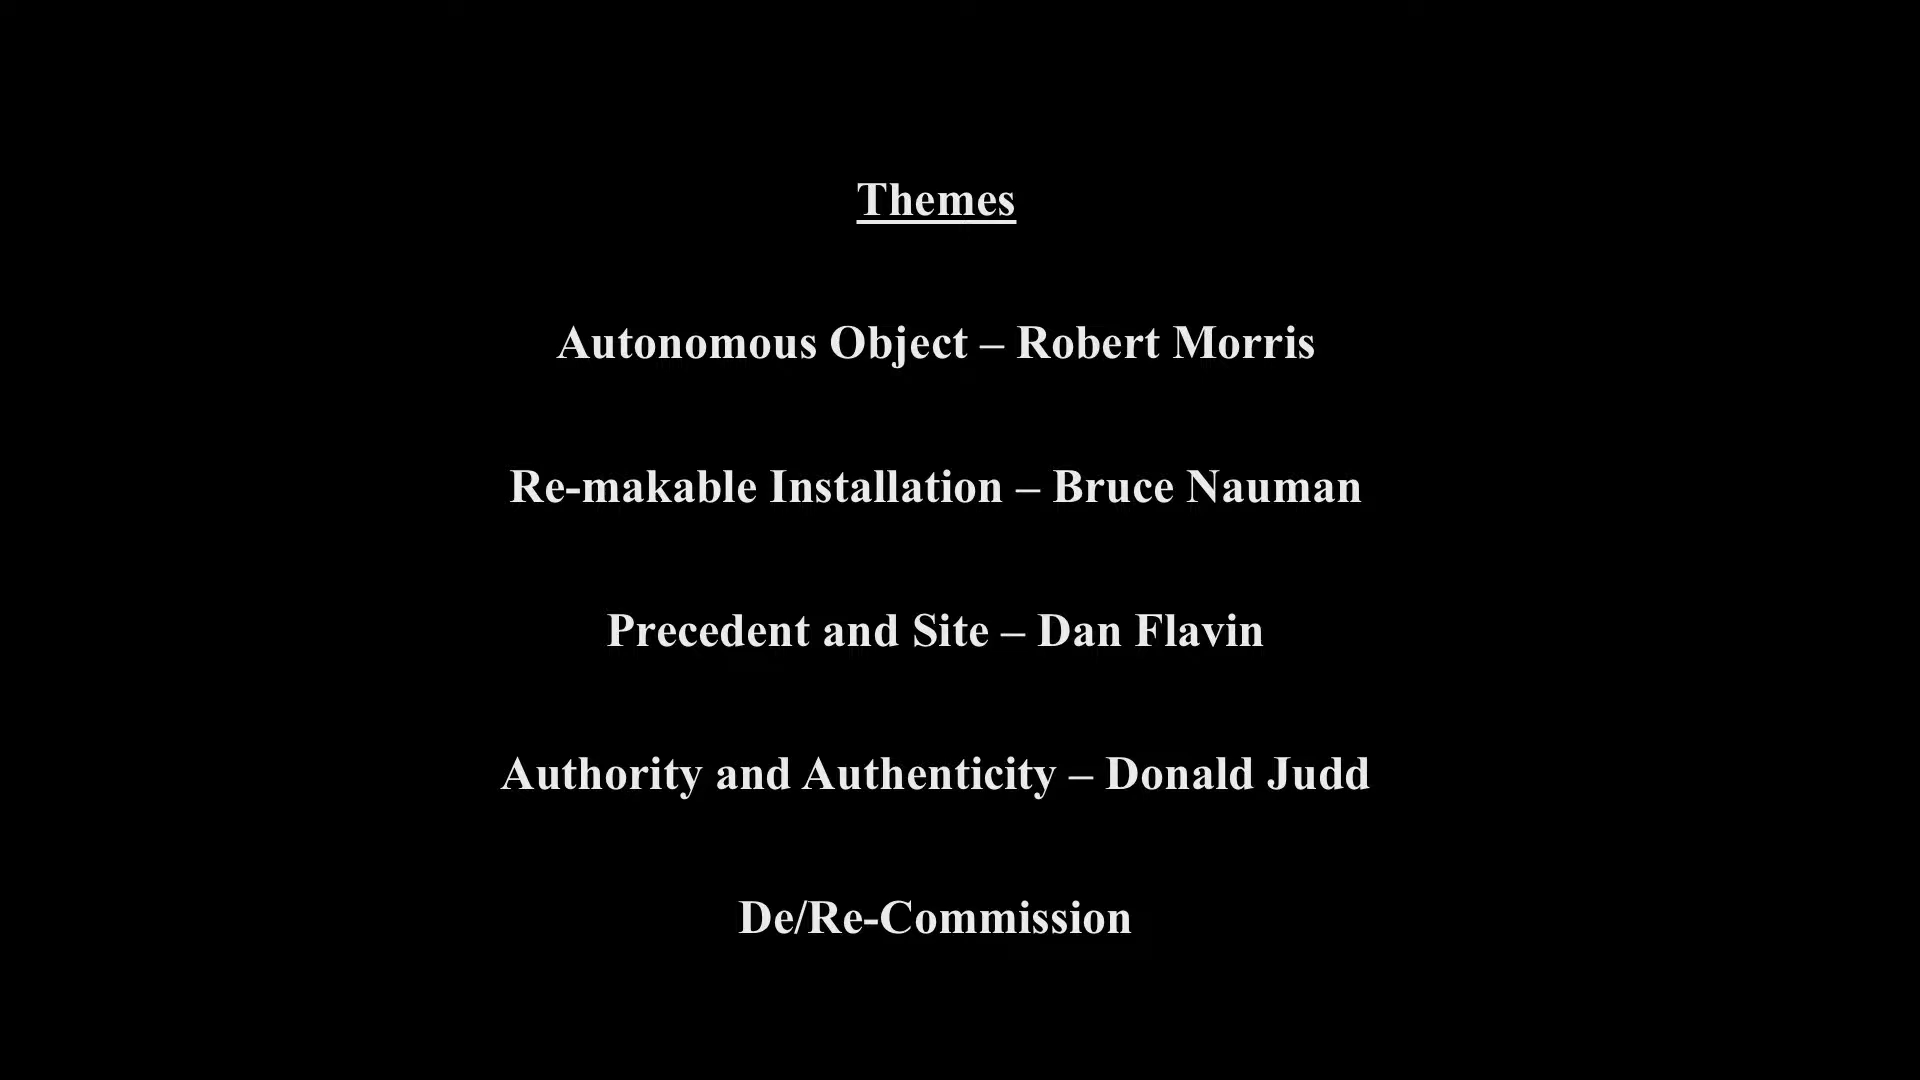 Themes
Autonomous Object – Robert Morris
Re-makable Installation – Bruce Nauman
Precedent and Site – Dan Flavin
Authority and Authenticity – Donald Judd
De/Re-Commission